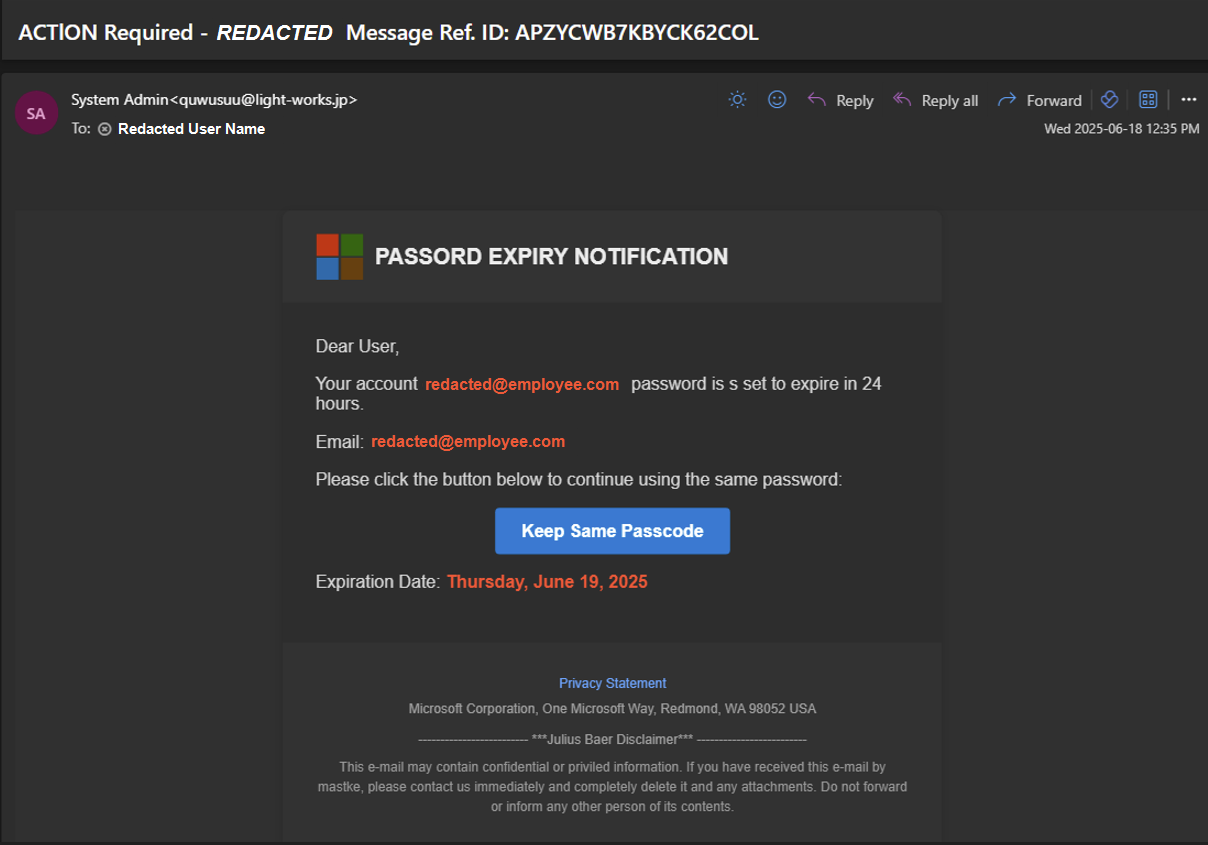 ACTlON Required - REDACTED Message Ref. ID: APZYCWB7KBYCK62COL
SA
System Admin<quwusuu@light-works.jp>
To: Redacted User Name
Reply
Reply all
Forward
Wed 2025-06-18 12:35 PM
PASSORD EXPIRY NOTIFICATION
Dear User,
Your account redacted@employee.com password is s set to expire in 24
hours.
Email: redacted@employee.com
Please click the button below to continue using the same password:
Keep Same Passcode
Expiration Date: Thursday, June 19, 2025
Privacy Statement
Microsoft Corporation, One Microsoft Way, Redmond, WA 98052 USA
------------------------- ***Julius Baer Disclaimer*** -------------------------
This e-mail may contain confidential or priviled information. If you have received this e-mail by
mastke, please contact us immediately and completely delete it and any attachments. Do not forward
or inform any other person of its contents.